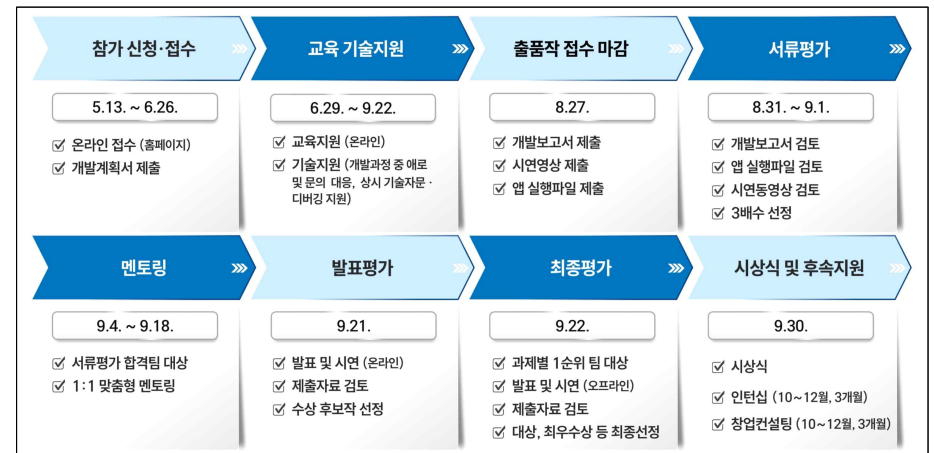 참가 신청·접수
5.13. ~ 6.26.
온라인 접수 (홈페이지)
개발계획서 제출
교육 기술지원
6.29. ~ 9.22.
교육지원 (온라인)
기술지원 (개발과정 중 애로
및 문의 대응, 상시 기술자문 ·
디버깅 지원)
출품작 접수 마감
8.27.
개발보고서 제출
시연영상 제출
앱 실행파일 제출
서류평가
8.31. ~ 9.1.
개발보고서 검토
앱 실행파일 검토
시연동영상 검토
3배수 선정
멘토링
9.4. ~ 9.18.
서류평가 합격팀 대상
1:1 맞춤형 멘토링
발표평가
9.21.
발표 및 시연 (온라인)
제출자료 검토
수상 후보작 선정
최종평가
9.22.
과제별 1순위 팀 대상
발표 및 시연 (오프라인)
제출자료 검토
대상, 최우수상 등 최종선정
시상식 및 후속지원
9.30.
시상식
인턴십 (10~12월, 3개월)
창업컨설팅 (10~12월, 3개월)